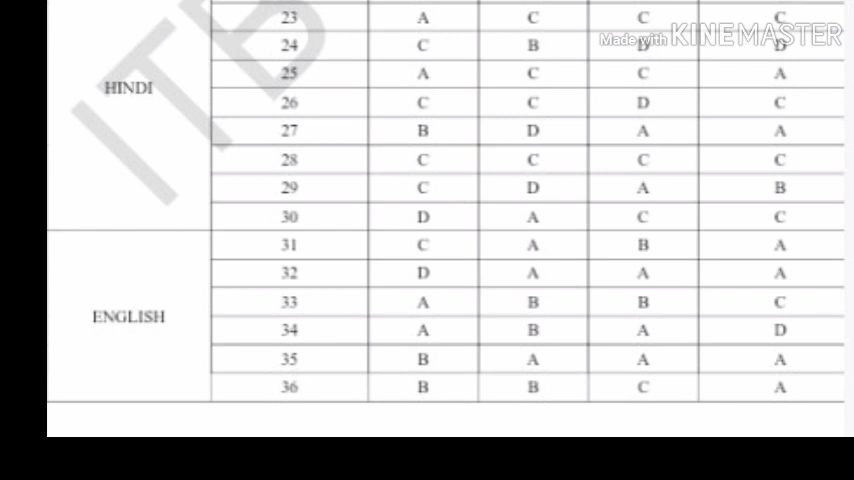 23 A C C C
24 C B D D
Made with KINEMASTER
25 A C C A
HINDI
26 C C D C
27 B D A A
28 C C C C
29 C D A B
30 D A C C
31 C A B A
32 D A A A
33 A B B C
ENGLISH
34 A B A D
35 B A A A
36 B B C A
ITB